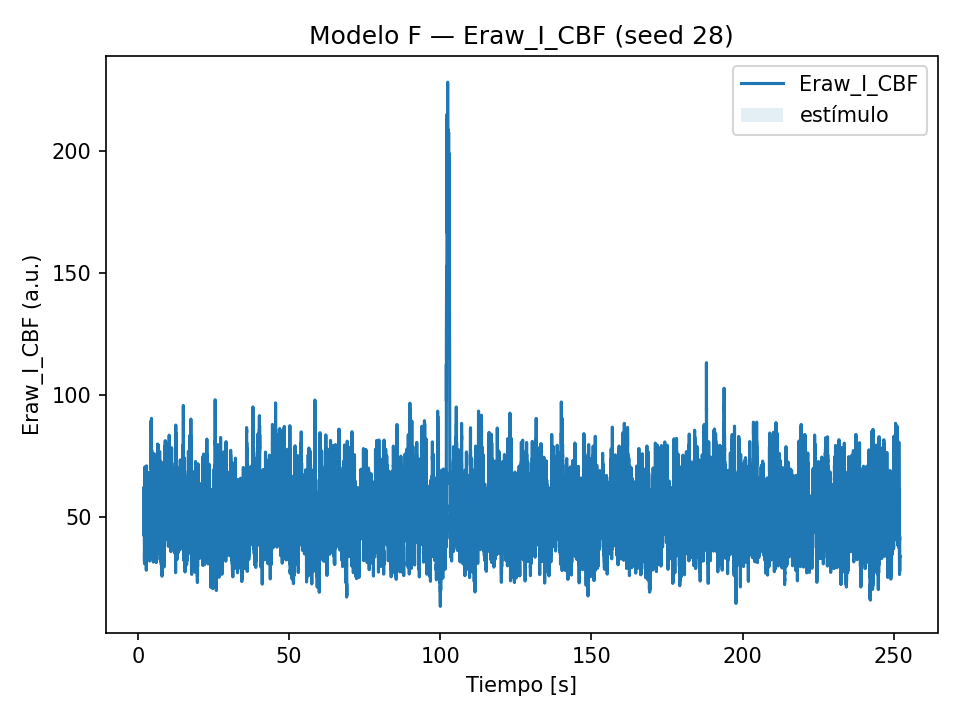 Modelo F — Eraw_I_CBF (seed 28)
Eraw_I_CBF
estímulo
Eraw_I_CBF (a.u.)
200
150
100
50
0
50
100
150
200
250
Tiempo [s]